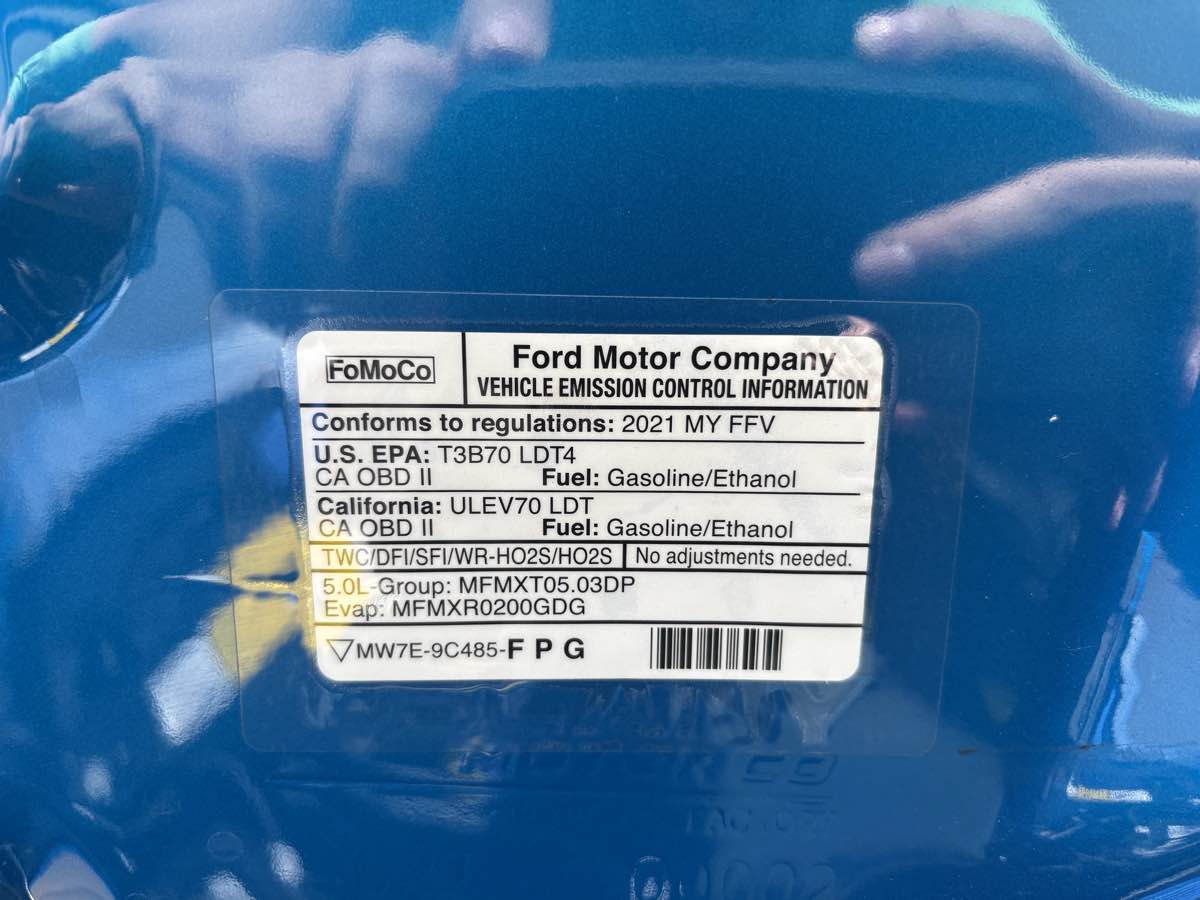 FoMoCo
Ford Motor Company
VEHICLE EMISSION CONTROL INFORMATION
Conforms to regulations: 2021 MY FFV
U.S. EPA: T3B70 LDT4
CA OBD II Fuel: Gasoline/Ethanol
California: ULEV70 LDT
CA OBD II Fuel: Gasoline/Ethanol
TWC/DFI/SFI/WR-HO2S/HO2S No adjustments needed.
5.0L-Group: MFMXT05.03DP
Evap: MFMXR0200GDG
MW7E-9C485-F P G
MOTOR CO